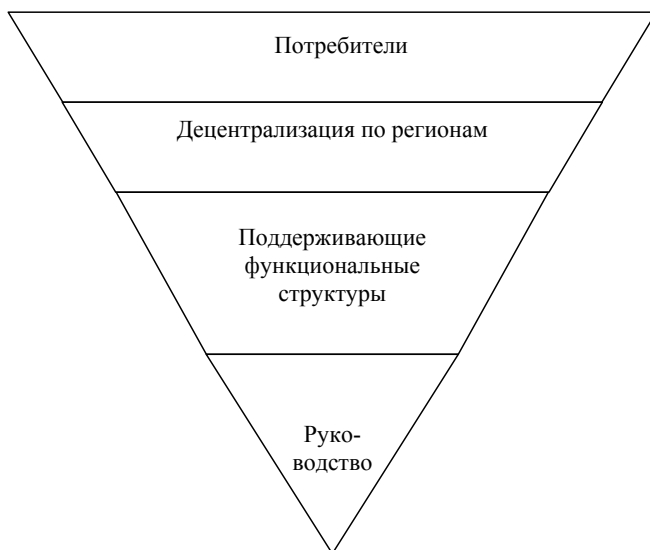 Потребители
Децентрализация по регионам
Поддерживающие
функциональные
структуры
Руко-
водство